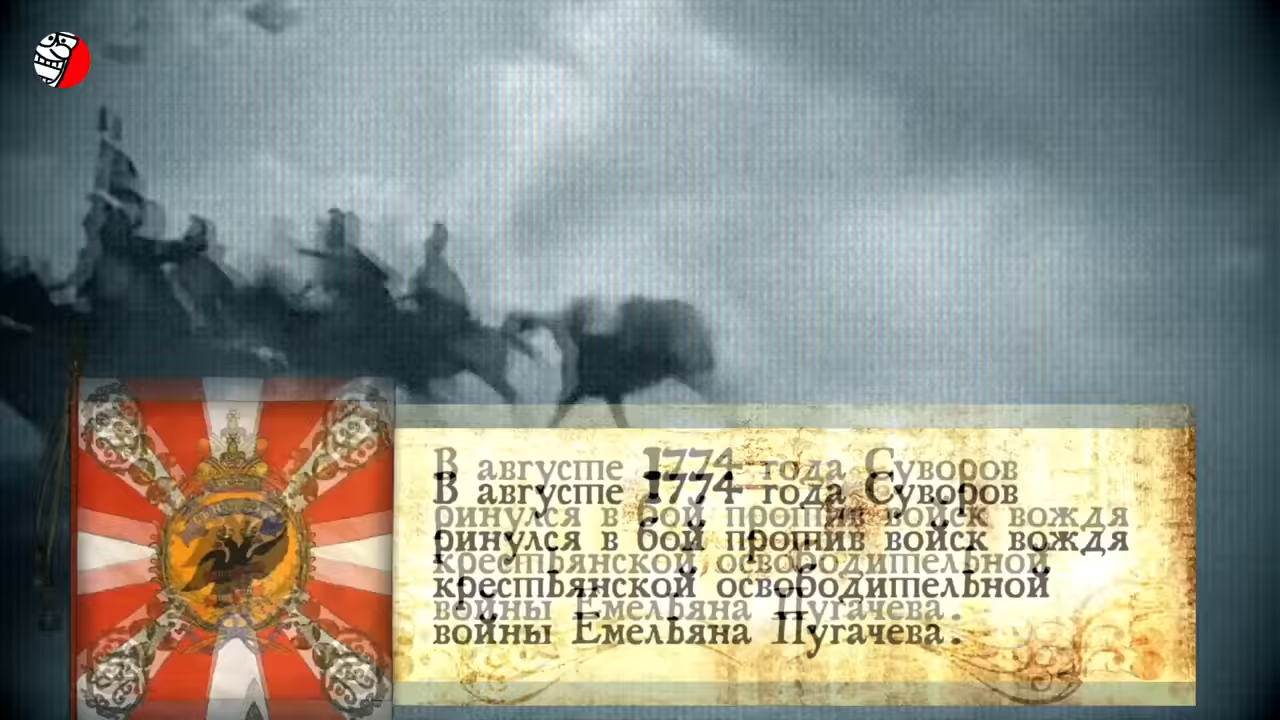 В августе 1774 года Суворов
ринулся в бой против войск вождя
крестьянской освободительной
войны Емельяна Пугачева.